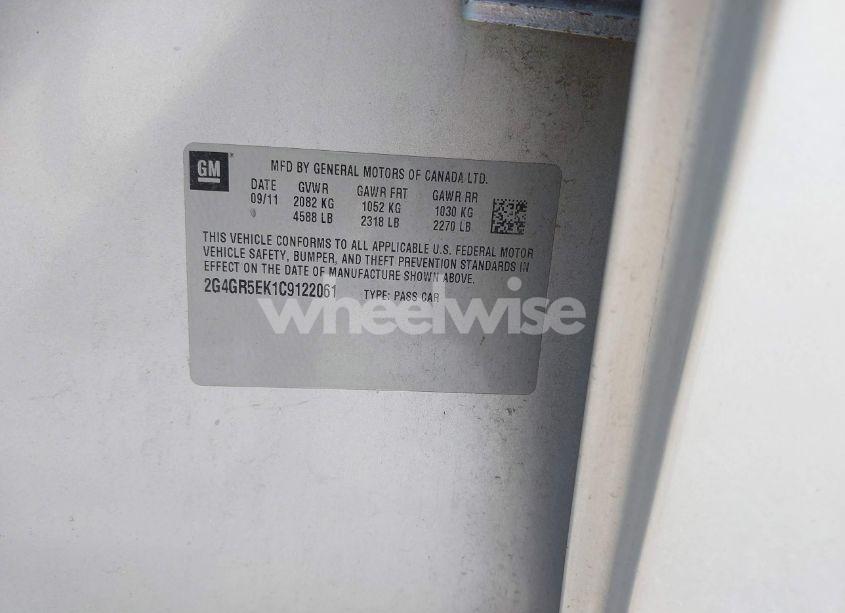 GM
MFD BY GENERAL MOTORS OF CANADA LTD.
DATE GVWR GAWR FRT GAWR RR
09/11 2082 KG 1052 KG 1030 KG
4588 LB 2318 LB 2270 LB
THIS VEHICLE CONFORMS TO ALL APPLICABLE U.S. FEDERAL MOTOR
VEHICLE SAFETY, BUMPER, AND THEFT PREVENTION STANDARDS IN
EFFECT ON THE DATE OF MANUFACTURE SHOWN ABOVE.
2G4GR5EK1C9122061 TYPE: PASS CAR
wheelwise